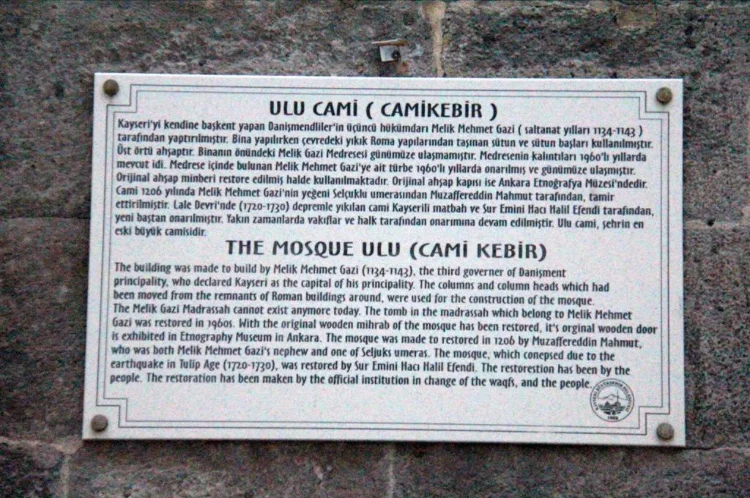 ULU CAMİ ( CAMİKEBİR )
Kayseri'yi kendine başkent yapan Danişmendliler'in üçüncü hükümdarı Melik Mehmet Gazi ( saltanat yılları 1134-1143 )
tarafından yaptırılmıştır. Bina yapılırken çevredeki yıkık Roma yapılarından taşınan sütun ve sütun başları kullanılmıştır.
Üst örtü ahşaptır. Binanın önündeki Melik Gazi Medresesi günümüze ulaşmamıştır. Medresenin kalıntıları 1960'lı yıllarda
mevcut idi. Medrese içinde bulunan Melik Mehmet Gazi'ye ait türbe 1960'lı yıllarda onarılmış ve günümüze ulaşmıştır.
Orijinal ahşap minberi restore edilmiş halde kullanılmaktadır. Orijinal ahşap kapısı ise Ankara Etnoğrafya Müzesi'ndedir.
Cami 1206 yılında Melik Mehmet Gazi'nin yeğeni Selçuklu umerasından Muzaffereddin Mahmut tarafından, tamir
ettirilmiştir. Lale Devri'nde (1720-1730) depremle yıkılan cami Kayserili matbah ve Sur Emini Hacı Halil Efendi tarafından,
yeni baştan onarılmıştır. Yakın zamanlarda vakıflar ve halk tarafından onarımına devam edilmiştir. Ulu cami, şehrin en
eski büyük camisidir.
THE MOSQUE ULU (CAMİ KEBİR)
The building was made to build by Melik Mehmet Gazi (1134-1143), the third governer of Danişment
principality, who declared Kayseri as the capital of his principality. The columns and column heads which had
been moved from the remnants of Roman buildings around, were used for the construction of the mosque.
The Melik Gazi Madrassah cannot exist anymore today. The tomb in the madrassah which belong to Melik Mehmet
Gazi was restored in 1960s. With the original wooden mihrab of the mosque has been restored, it's orginal wooden door
is exhibited in Etnography Museum in Ankara. The mosque was made to restored in 1206 by Muzaffereddin Mahmut,
who was both Melik Mehmet Gazi's nephew and one of Seljuks umeras. The mosque, which conepsed due to the
earthquake in Tulip Age (1720-1730), was restored by Sur Emini Hacı Halil Efendi. The restorestion has been by the
people. The restoration has been maken by the official institution in change of the waqfs, and the people.